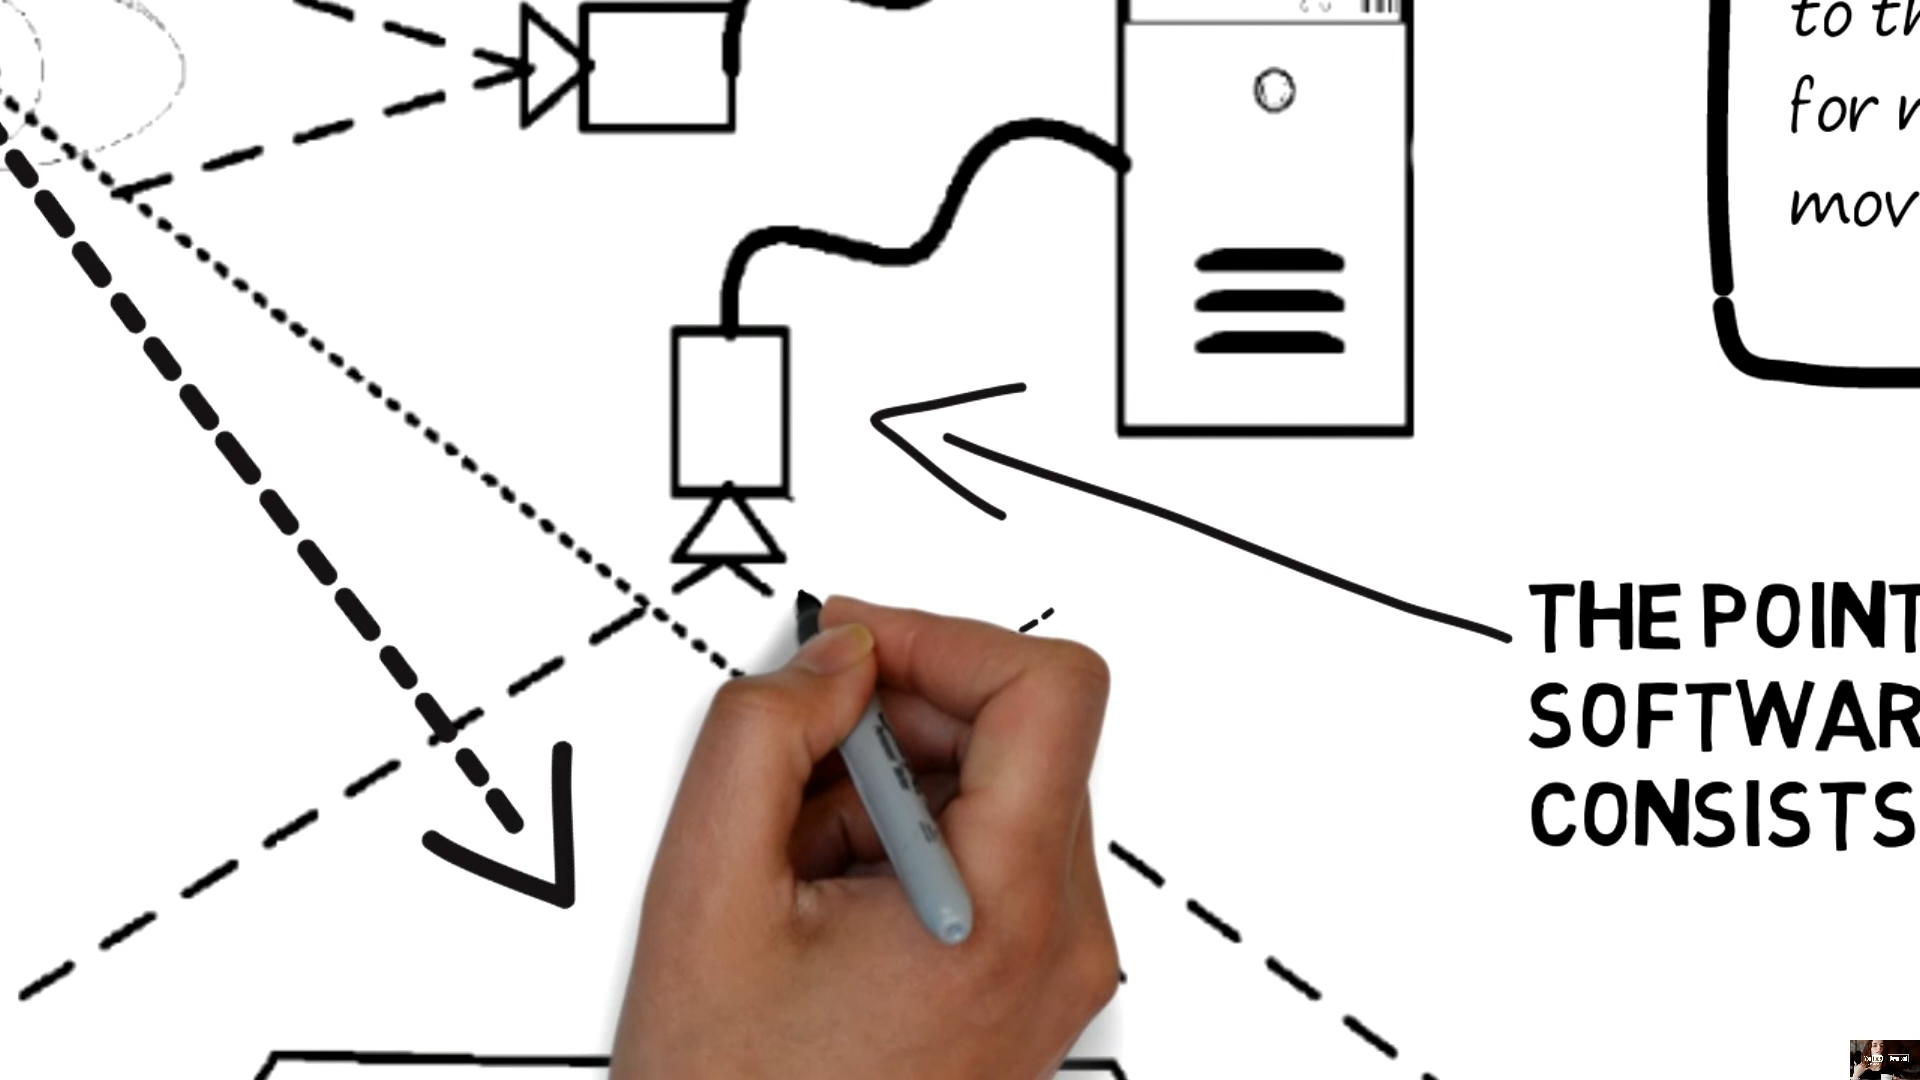 to th
for r
mov
THE POINT
SOFTWAR
CONSISTS